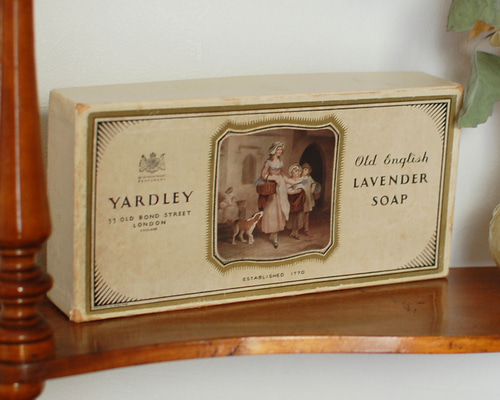 YARDLEY
33 OLD BOND STREET
LONDON
Old English
LAVENDER
SOAP
ESTABLISHED 1770